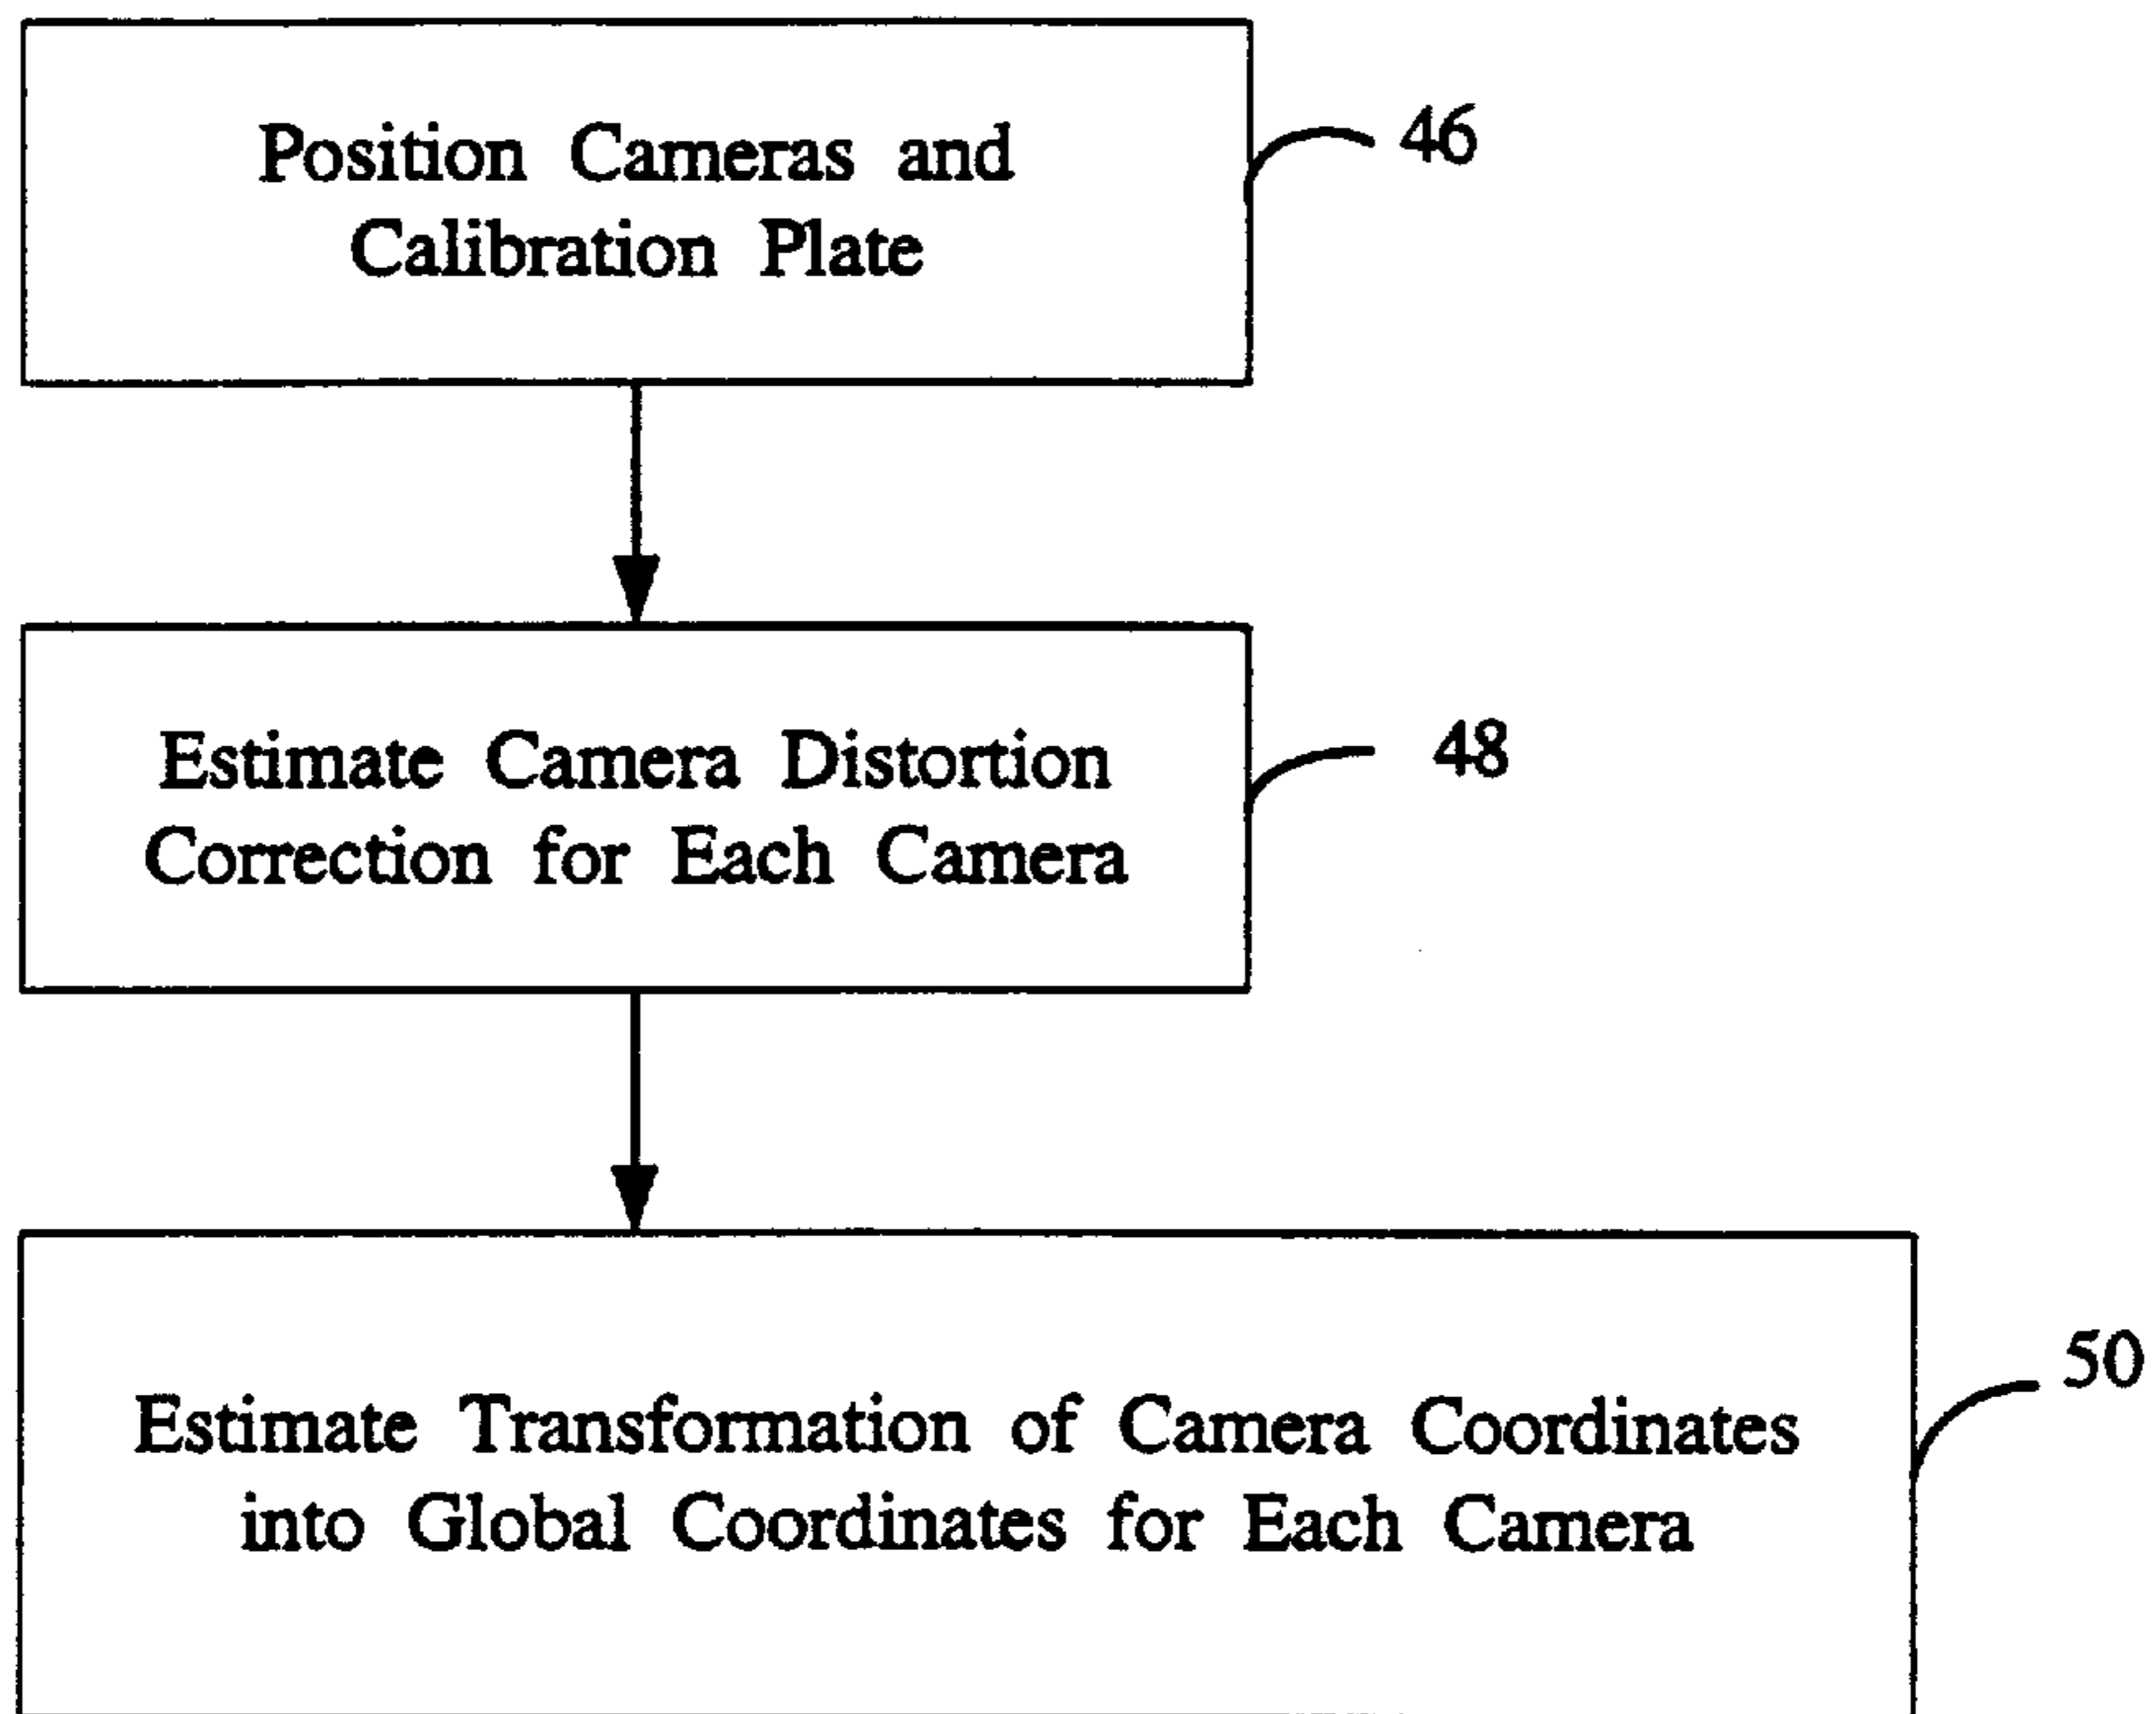 Position Cameras and
Calibration Plate
46
Estimate Camera Distortion
Correction for Each Camera
48
Estimate Transformation of Camera Coordinates
into Global Coordinates for Each Camera
50